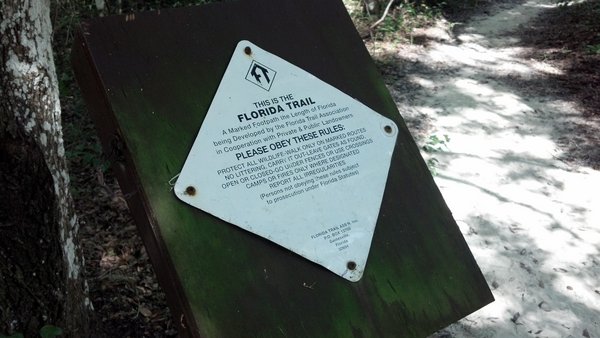 THIS IS THE
FLORIDA TRAIL
A Marked Footpath the Length of Florida
being Developed by the Florida Trail Association
in Cooperation with Private & Public Landowners
PLEASE OBEY THESE RULES:
PROTECT ALL WILDLIFE-WALK ONLY ON MARKED ROUTES
NO LITTERING, CARRY IT OUT-LEAVE GATES AS FOUND,
OPEN OR CLOSED-GO UNDER FENCES OR USE CROSSINGS
CAMPS OR FIRES ONLY WHERE DESIGNATED
REPORT ALL IRREGULARITIES
(Persons not obeying these rules subject
to prosecution under Florida Statutes)
FLORIDA TRAIL ASS'N, Inc.
P.O. BOX 13708
Gainesville,
Florida
32604